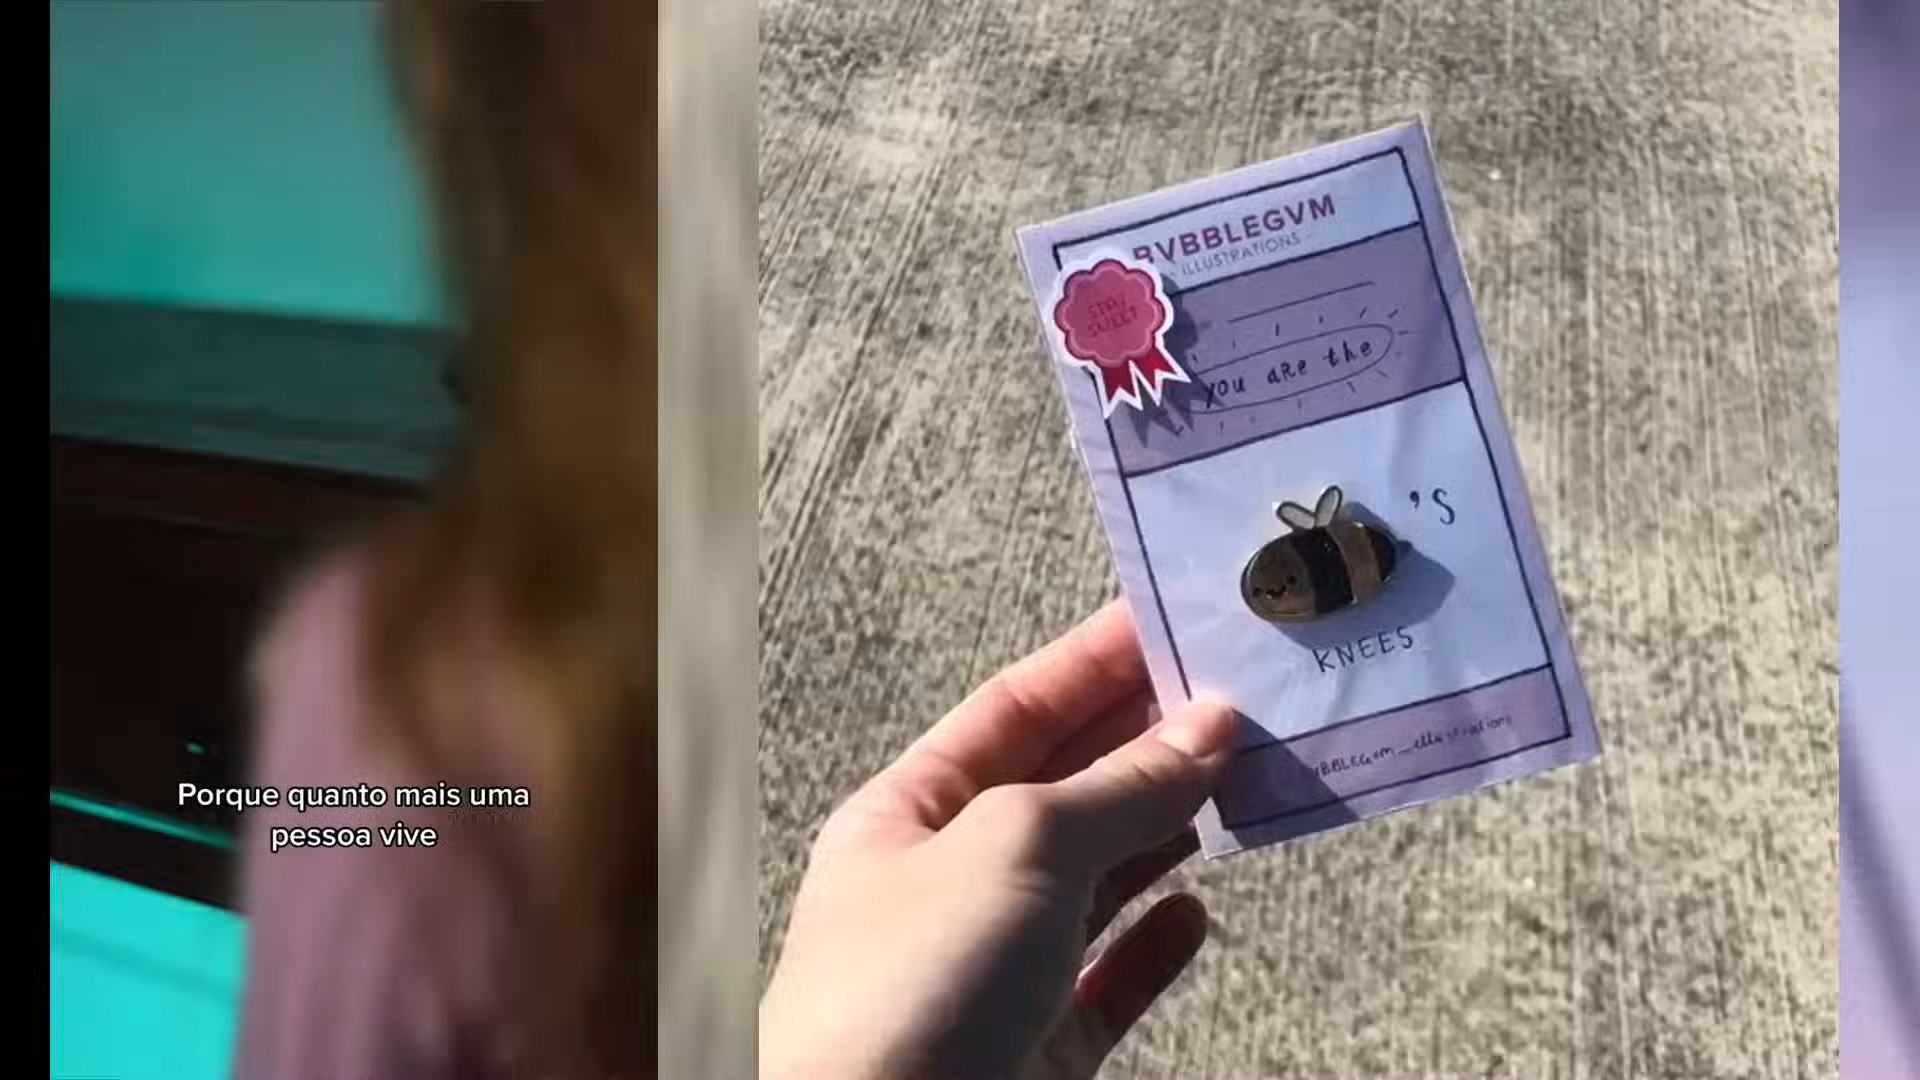 Porque quanto mais uma
pessoa vive
BVBBLEGVM
ILLUSTRATIONS
STAY
SWEET
you aRe the
'S
KNEES